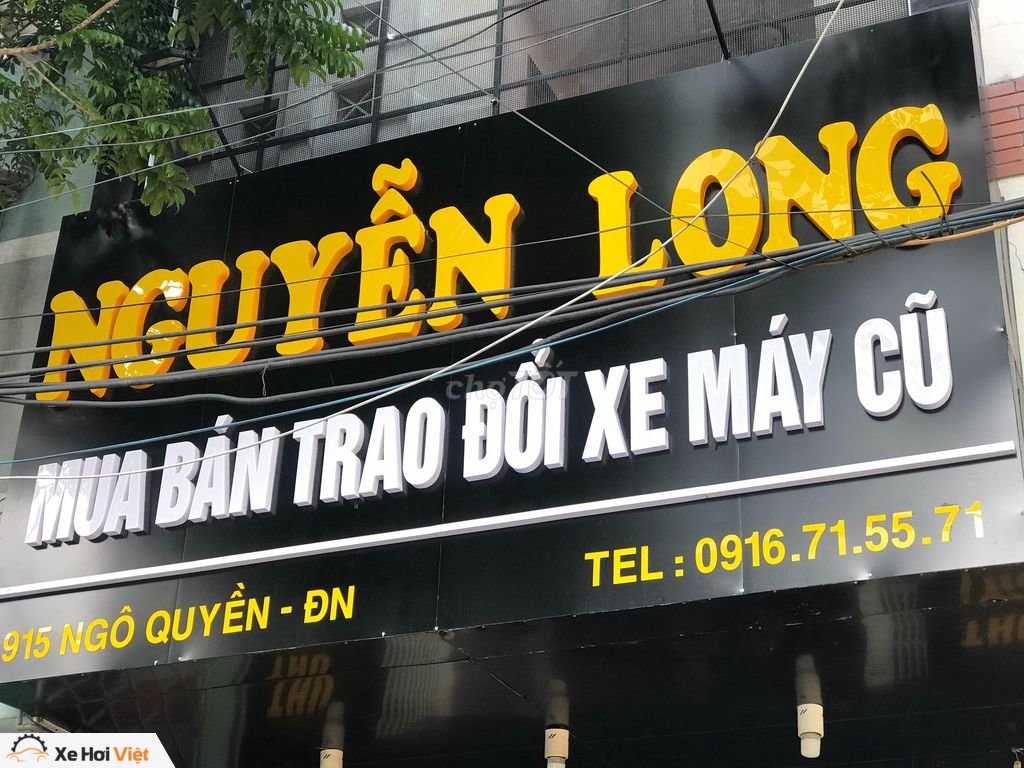 NGUYỄN LONG
chợTỐT
MUA BÁN TRAO ĐỔI XE MÁY CŨ
TEL : 0916.71.55.71
915 NGÔ QUYỀN - ĐN
Xe Hơi Việt